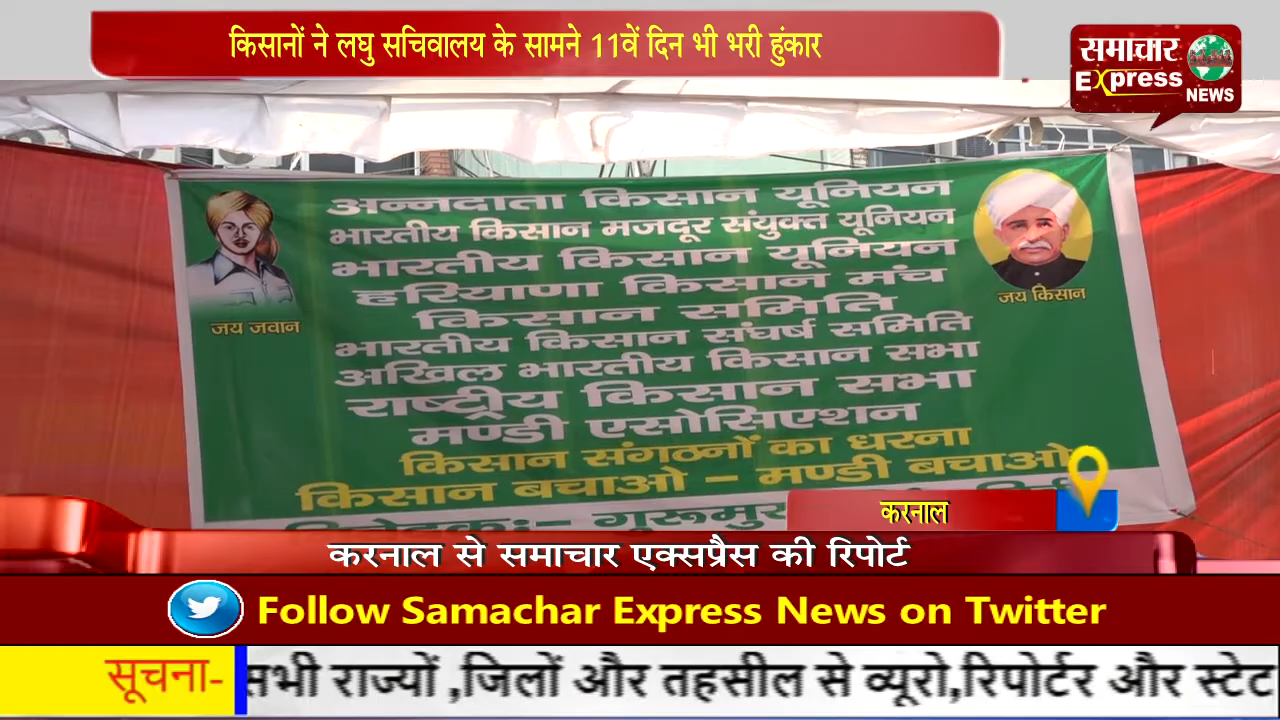 किसानों ने लघु सचिवालय के सामने 11वें दिन भी भरी हुंकार
समाचार
Express
NEWS
अन्नदाता किसान यूनियन
भारतीय किसान मजदूर संयुक्त यूनियन
भारतीय किसान यूनियन
हरियाणा किसान मंच
किसान समिति
भारतीय किसान संघर्ष समिति
अखिल भारतीय किसान सभा
राष्ट्रीय किसान सभा
मण्डी एसोसिएशन
किसान संगठनों का धरना
किसान बचाओ - मण्डी बचाओ
जय जवान
जय किसान
करनाल
करनाल से समाचार एक्सप्रैस की रिपोर्ट
Follow Samachar Express News on Twitter
सूचना- सभी राज्यों ,जिलों और तहसील से व्यूरो,रिपोर्टर और स्टेट